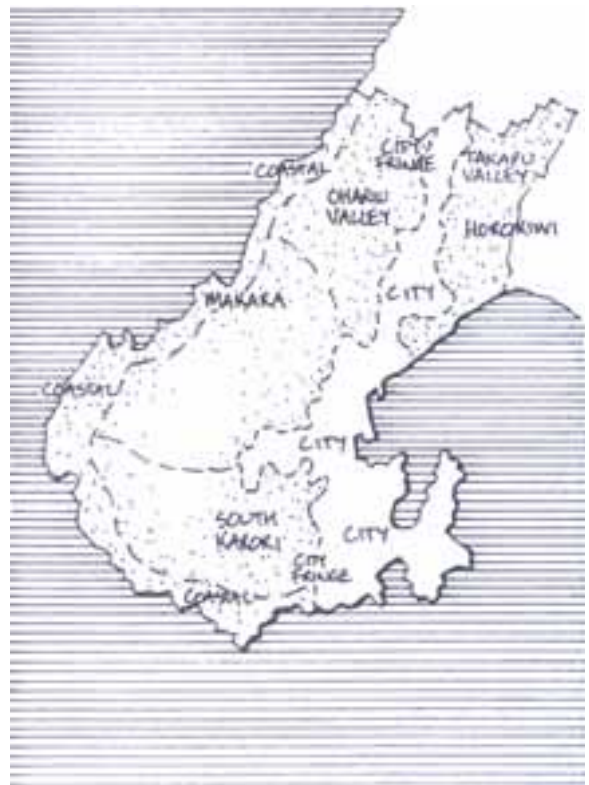 CITY
FRINGE
TAKAPU
VALLEY
COASTAL
OHARIU
VALLEY
HOROKIWI
CITY
MAKARA
COASTAL
CITY
SOUTH
KARORI
CITY
CITY
FRINGE
COASTAL